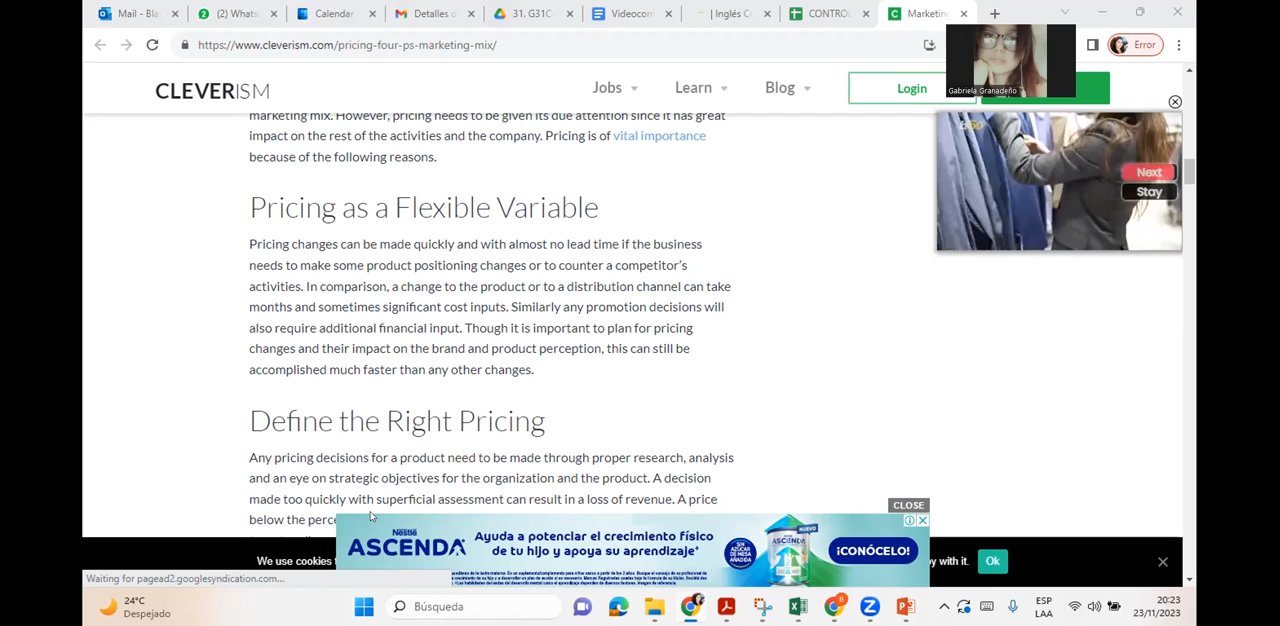 Mail - Bla
(2) Whats
Calendar
Detalles d
31. G31C-
Videocon
| Inglés C
CONTROL
Marketing
https://www.cleverism.com/pricing-four-ps-marketing-mix/
Error
Gabriela Granadeño
CLEVERISM
Jobs
Learn
Blog
Login
marketing mix. However, pricing needs to be given its due attention since it has great
impact on the rest of the activities and the company. Pricing is of vital importance
because of the following reasons.
Next
Stay
Pricing as a Flexible Variable
Pricing changes can be made quickly and with almost no lead time if the business
needs to make some product positioning changes or to counter a competitor's
activities. In comparison, a change to the product or to a distribution channel can take
months and sometimes significant cost inputs. Similarly any promotion decisions will
also require additional financial input. Though it is important to plan for pricing
changes and their impact on the brand and product perception, this can still be
accomplished much faster than any other changes.
Define the Right Pricing
Any pricing decisions for a product need to be made through proper research, analysis
and an eye on strategic objectives for the organization and the product. A decision
made too quickly with superficial assessment can result in a loss of revenue. A price
below the perce
CLOSE
Nestlé
ASCENDA
Ayuda a potenciar el crecimiento físico
de tu hijo y apoya su aprendizaje*
SIN
AZÚCAR
DE MESA
AÑADIDA
NUEVO
ASCENDA
¡CONÓCELO!
We use cookies t
y with it.
Ok
Waiting for pagead2.googlesyndication.com...
24°C
Despejado
Búsqueda
ESP
LAA
20:23
23/11/2023